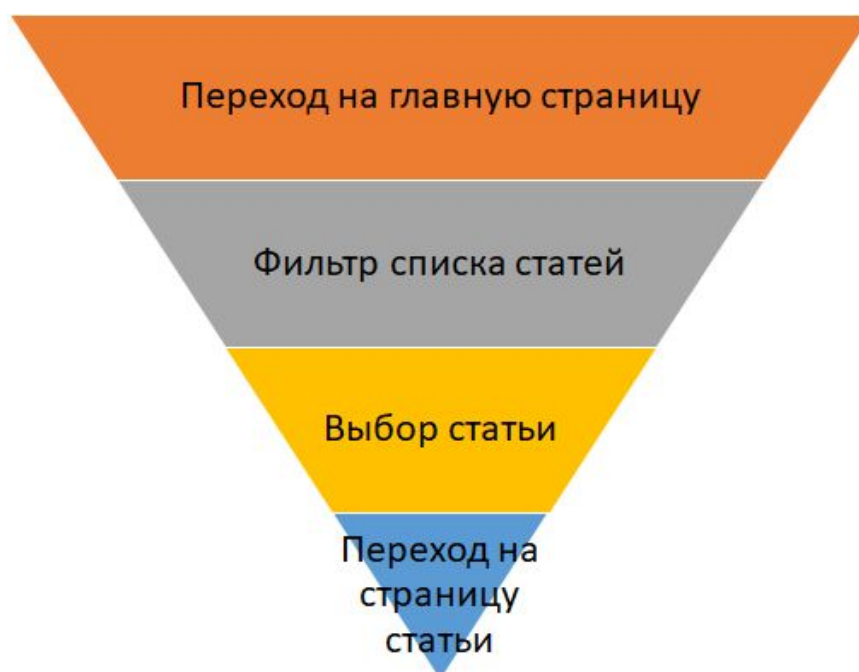 Переход на главную страницу
Фильтр списка статей
Выбор статьи
Переход на
страницу
статьи